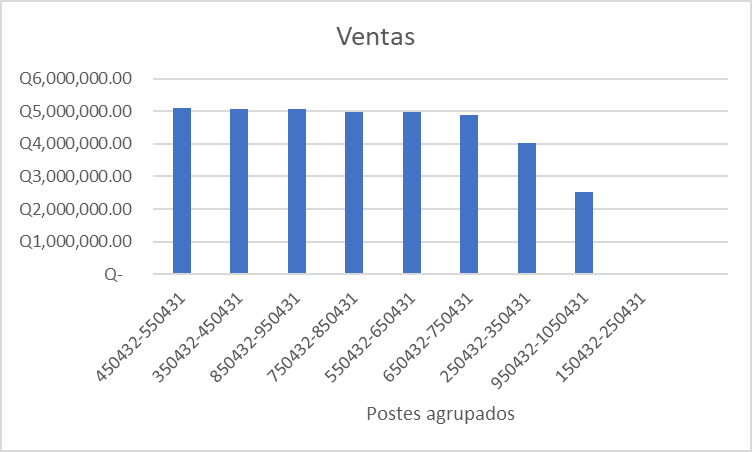 Ventas
Q6,000,000.00
Q5,000,000.00
Q4,000,000.00
Q3,000,000.00
Q2,000,000.00
Q1,000,000.00
Q-
450432-550431
350432-450431
850432-950431
750432-850431
550432-650431
650432-750431
250432-350431
950432-1050431
150432-250431
Postes agrupados